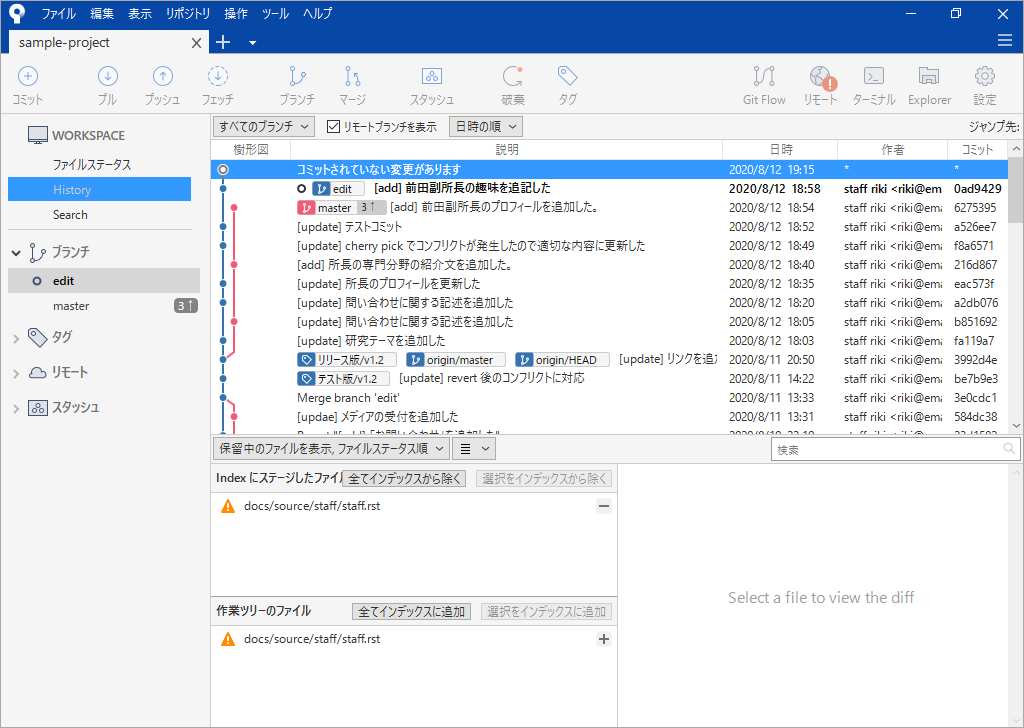 ファイル 編集 表示 リポジトリ 操作 ツール ヘルプ
sample-project
コミット プル プッシュ フェッチ ブランチ マージ スタッシュ 破棄 タグ Git Flow リモート ターミナル Explorer 設定
WORKSPACE
ファイルステータス
History
Search
ブランチ
edit
master 3↑
タグ
リモート
スタッシュ
すべてのブランチ リモートブランチを表示 日時の順 ジャンプ先:
樹形図 説明 日時 作者 コミット
コミットされていない変更があります 2020/8/12 19:15 * *
edit [add] 前田副所長の趣味を追記した 2020/8/12 18:58 staff riki <riki@em 0ad9429
master 3↑ [add] 前田副所長のプロフィールを追加した。 2020/8/12 18:54 staff riki <riki@ema 6275395
[update] テストコミット 2020/8/12 18:52 staff riki <riki@ema a526ee7
[update] cherry pick でコンフリクトが発生したので適切な内容に更新した 2020/8/12 18:49 staff riki <riki@ema f8a6571
[add] 所長の専門分野の紹介文を追加した。 2020/8/12 18:40 staff riki <riki@ema 216d867
[update] 所長のプロフィールを更新した 2020/8/12 18:35 staff riki <riki@ema eac573f
[update] 問い合わせに関する記述を追加した 2020/8/12 18:20 staff riki <riki@ema a2db076
[update] 問い合わせに関する記述を追加した 2020/8/12 18:05 staff riki <riki@ema b851692
[update] 研究テーマを追加した 2020/8/12 18:03 staff riki <riki@ema fa119a7
リリース版/v1.2 origin/master origin/HEAD [update] リンクを追 2020/8/11 20:50 staff riki <riki@ema 3992d4e
テスト版/v1.2 [update] revert 後のコンフリクトに対応 2020/8/11 14:22 staff riki <riki@ema be7b9e3
Merge branch 'edit' 2020/8/11 13:33 staff riki <riki@ema 3e0cdc1
[updae] メディアの受付を追加した 2020/8/11 13:31 staff riki <riki@ema 584dc38
保留中のファイルを表示, ファイルステータス順 検索
Index にステージしたファイル 全てインデックスから除く 選択をインデックスから除く
docs/source/staff/staff.rst
作業ツリーのファイル 全てインデックスに追加 選択をインデックスに追加
docs/source/staff/staff.rst
Select a file to view the diff